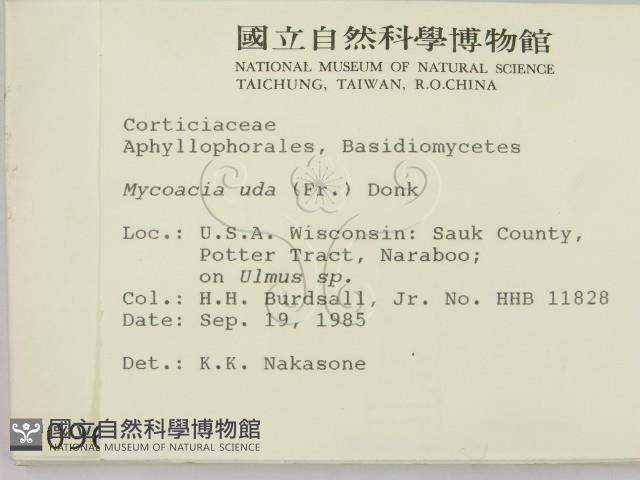 國立自然科學博物館
NATIONAL MUSEUM OF NATURAL SCIENCE
TAICHUNG, TAIWAN, R.O.CHINA
Corticiaceae
Aphyllophorales, Basidiomycetes
Mycoacia uda (Fr.) Donk
Loc.: U.S.A. Wisconsin: Sauk County,
Potter Tract, Naraboo;
on Ulmus sp.
Col.: H.H. Burdsall, Jr. No. HHB 11828
Date: Sep. 19, 1985
Det.: K.K. Nakasone
國立自然科學博物館
NATIONAL MUSEUM OF NATURAL SCIENCE